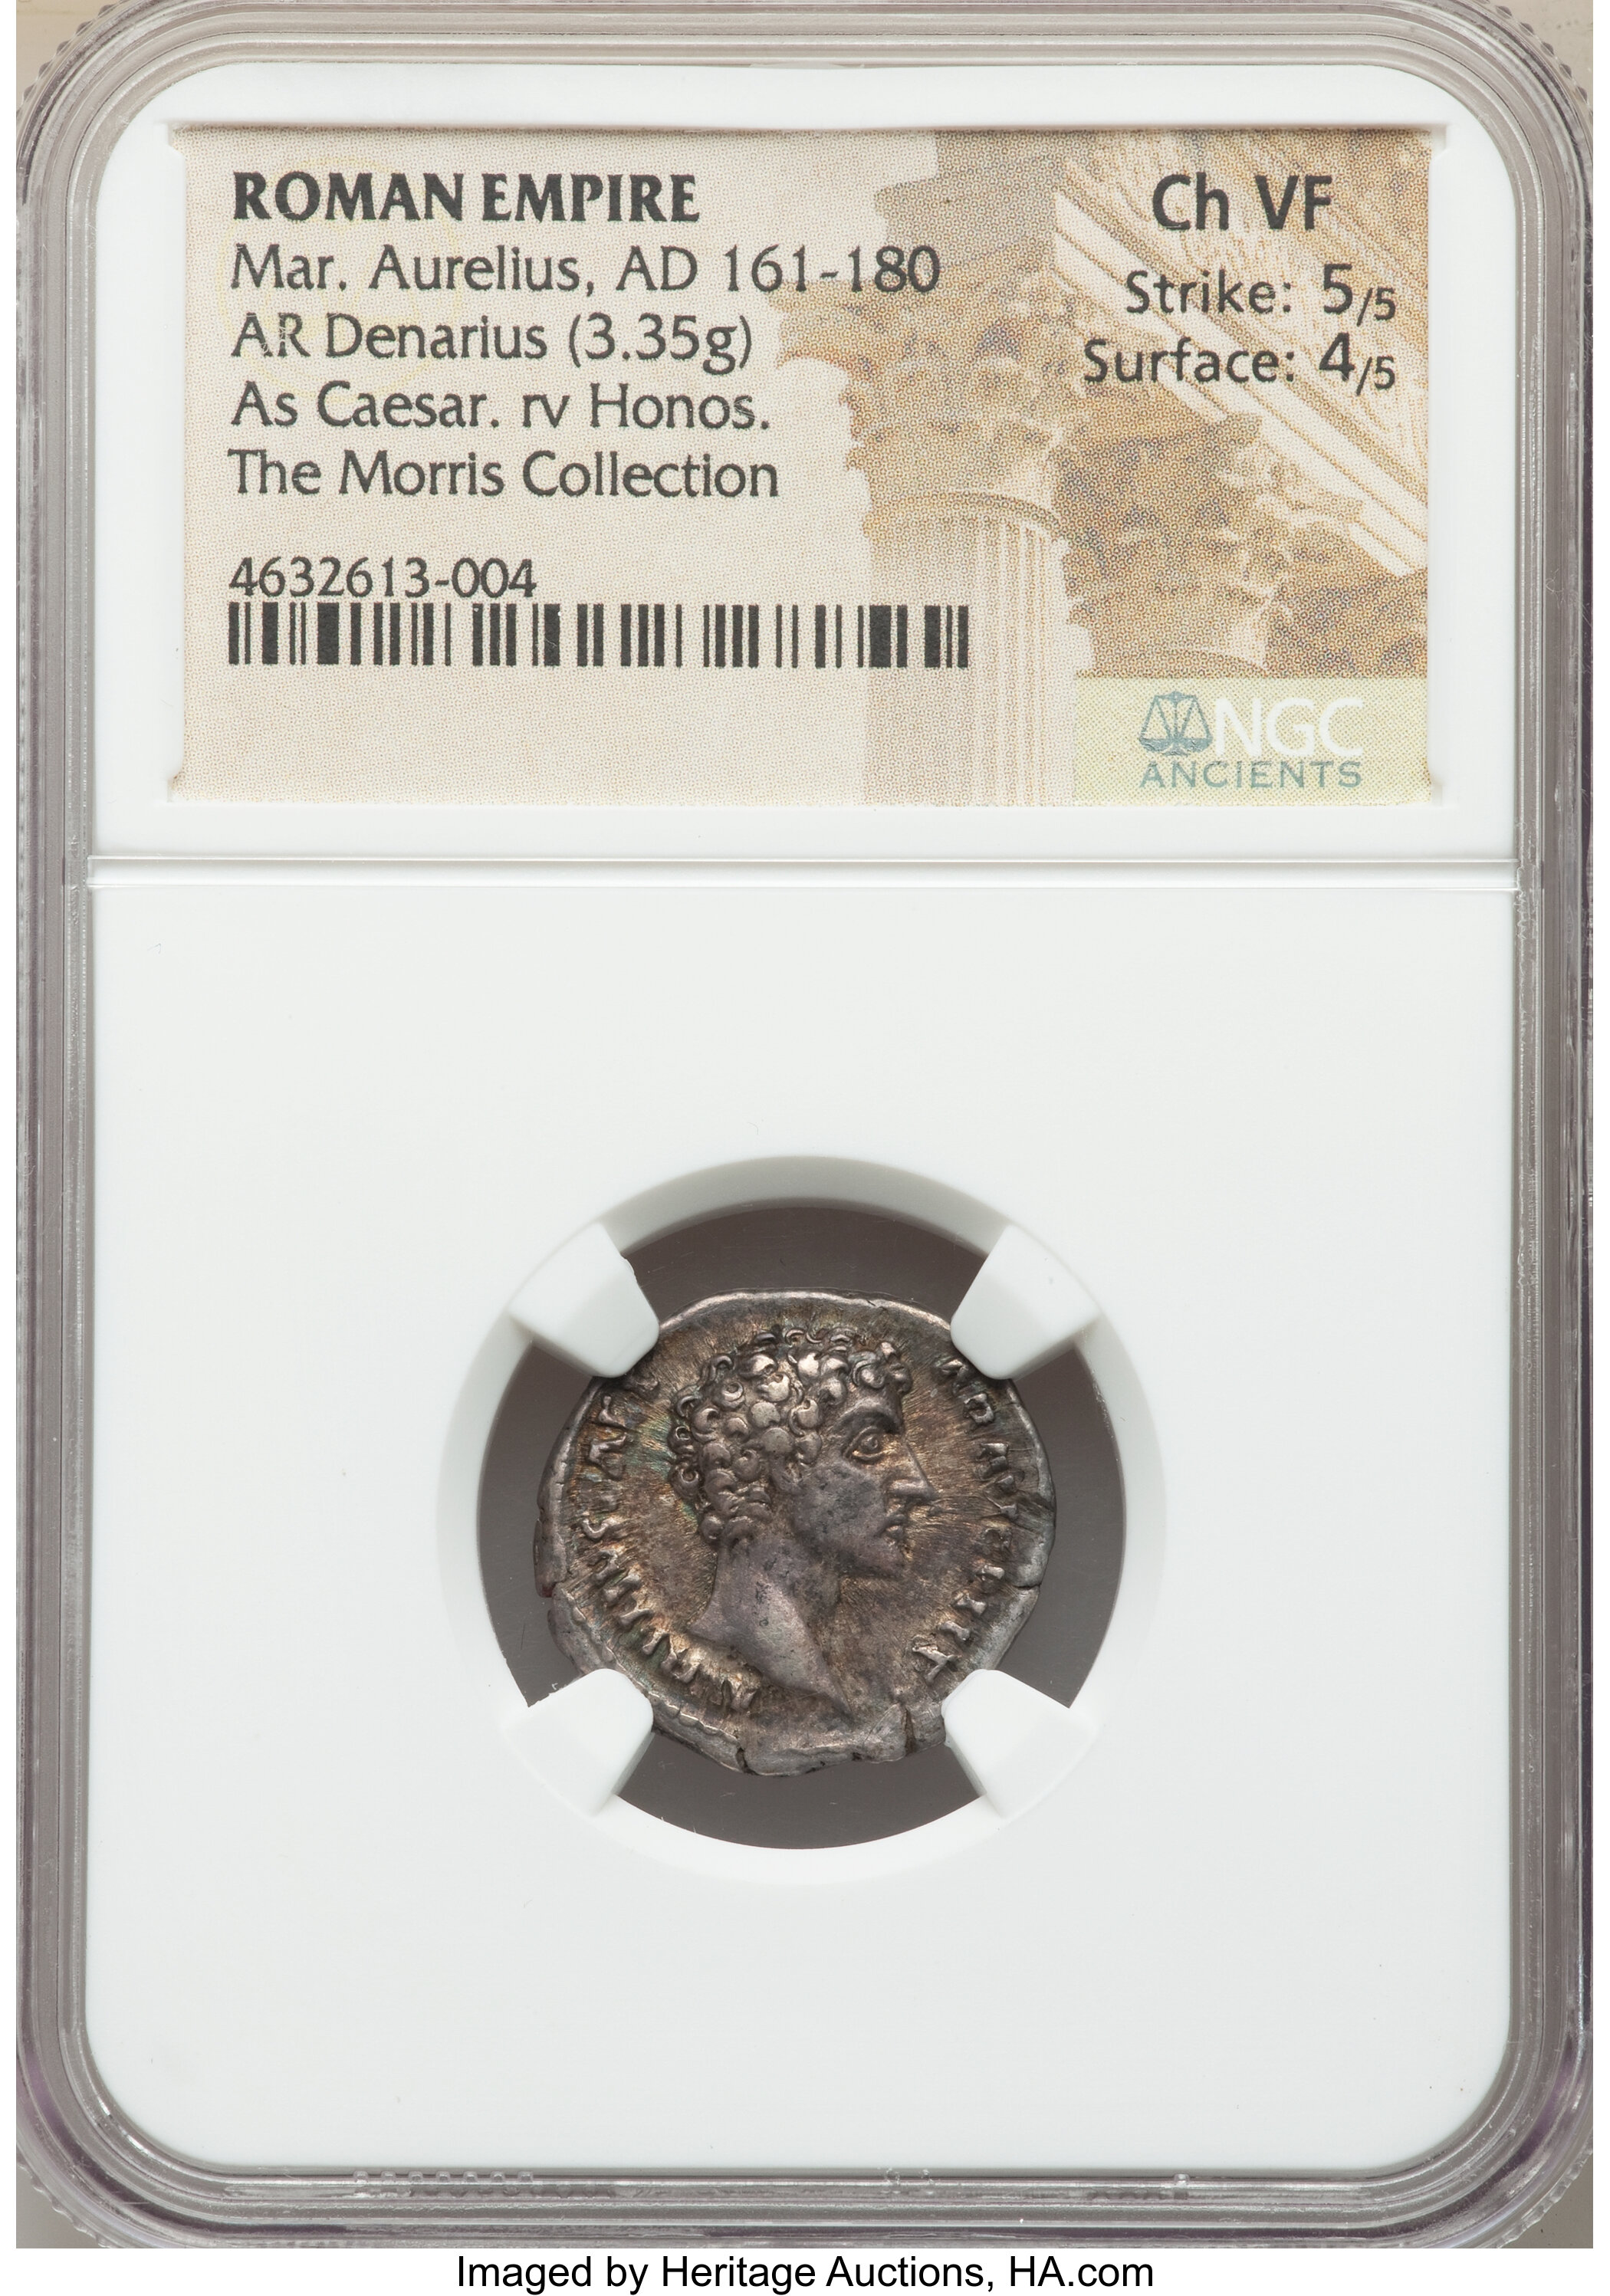 ROMAN EMPIRE
Mar. Aurelius, AD 161-180
AR Denarius (3.35g)
As Caesar. rv Honos.
The Morris Collection
4632613-004
Ch VF
Strike: 5/5
Surface: 4/5
NGC
ANCIENTS
Imaged by Heritage Auctions, HA.com